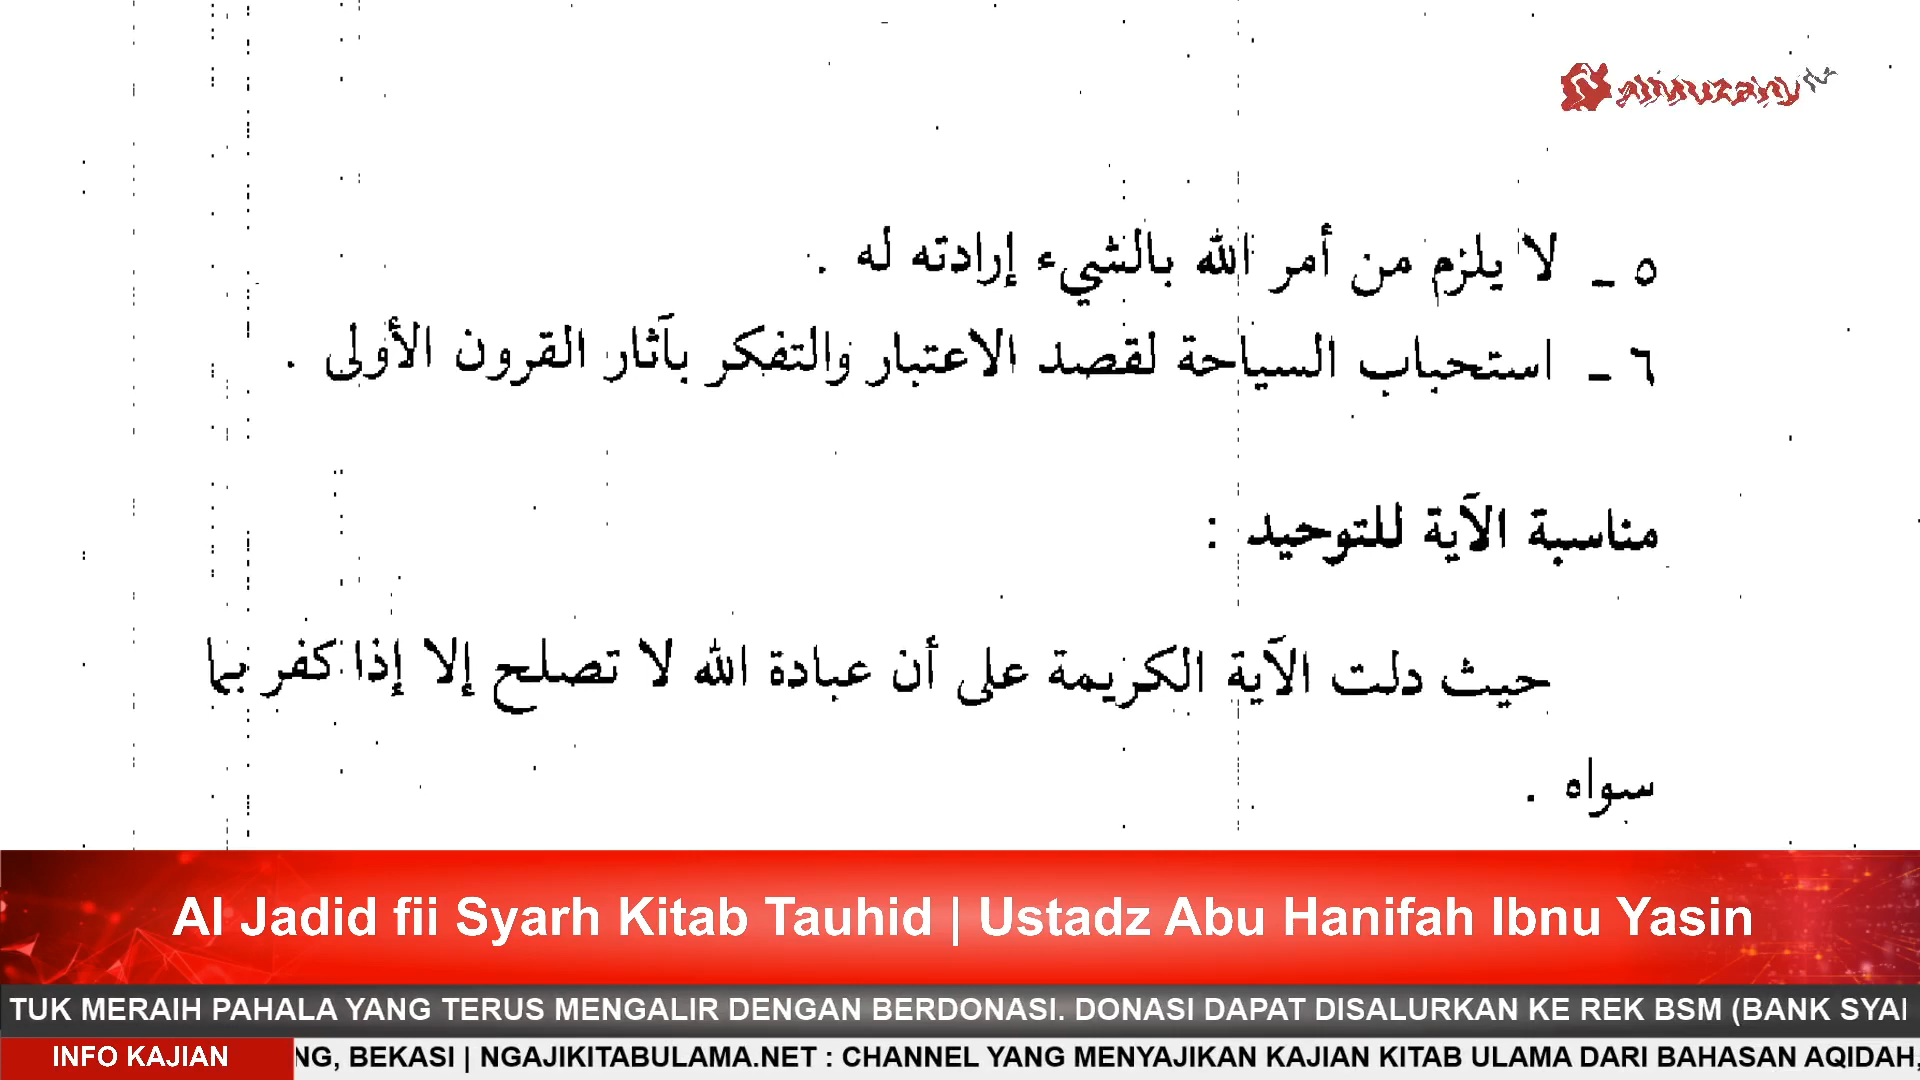 almuzany tv
٥ ـ لا يلزم من أمر الله بالشيء إرادته له .
٦ ـ استحباب السياحة لقصد الاعتبار والتفكر بآثار القرون الأولى .
مناسبة الآية للتوحيد :
حيث دلت الآية الكريمة على أن عبادة الله لا تصلح إلا إذا كفر بما
سواه .
Al Jadid fii Syarh Kitab Tauhid | Ustadz Abu Hanifah Ibnu Yasin
TUK MERAIH PAHALA YANG TERUS MENGALIR DENGAN BERDONASI. DONASI DAPAT DISALURKAN KE REK BSM (BANK SYAI
INFO KAJIAN
NG, BEKASI | NGAJIKITABULAMA.NET : CHANNEL YANG MENYAJIKAN KAJIAN KITAB ULAMA DARI BAHASAN AQIDAH,